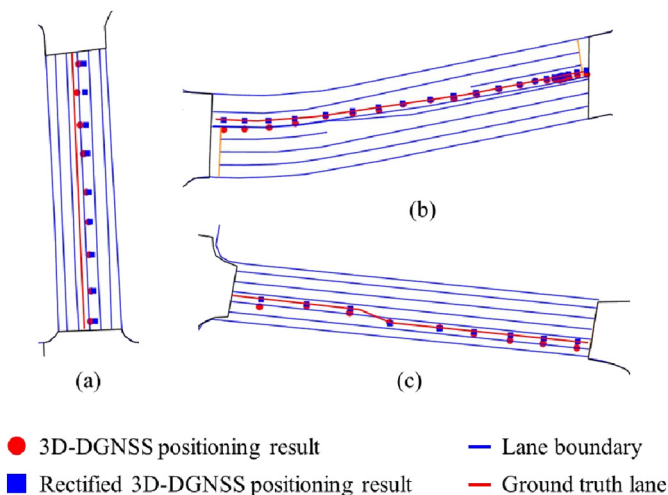 (b)
(a)
(c)
3D-DGNSS positioning result
Lane boundary
Rectified 3D-DGNSS positioning result
Ground truth lane